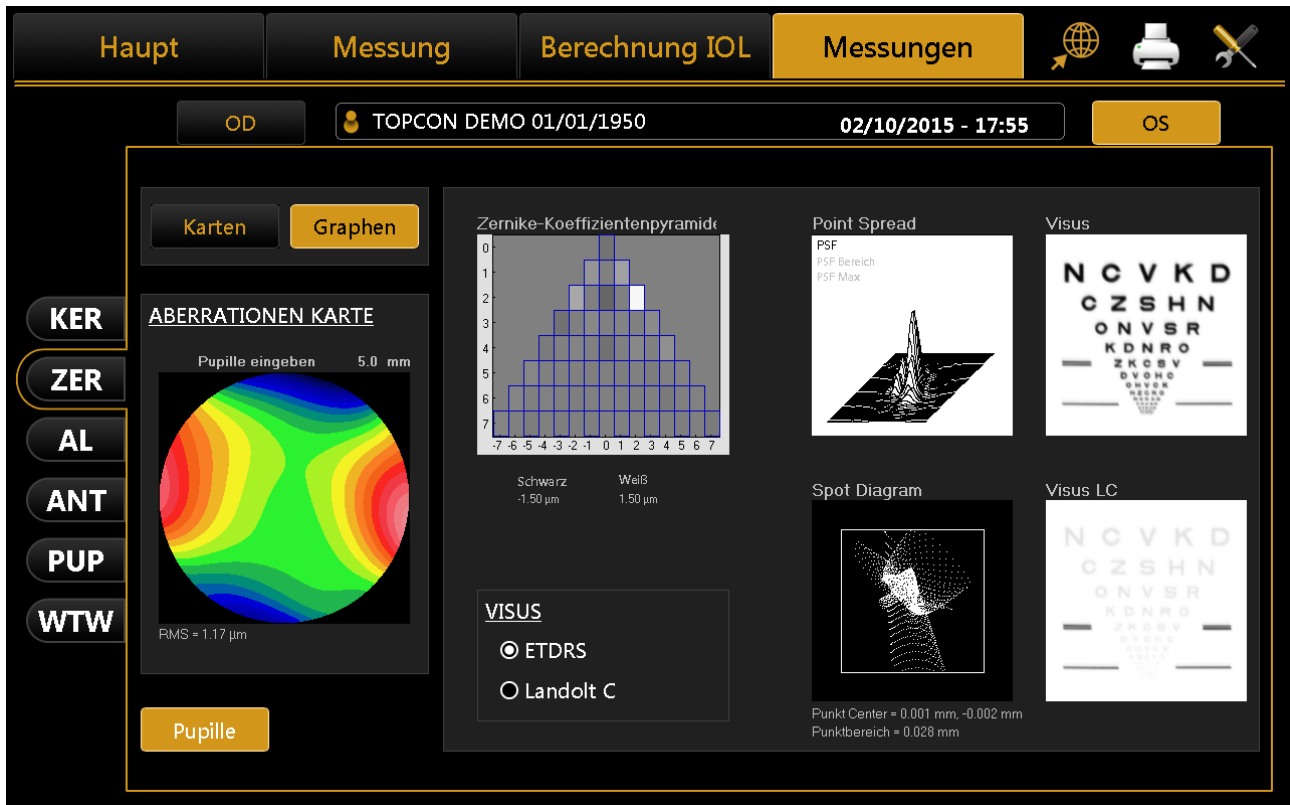 Haupt
Messung
Berechnung IOL
Messungen
OD
TOPCON DEMO 01/01/1950
02/10/2015 - 17:55
OS
Karten
Graphen
KER
ZER
AL
ANT
PUP
WTW
ABERRATIONEN KARTE
Pupille eingeben 5.0 mm
RMS = 1.17 µm
Pupille
Zernike-Koeffizientenpyramide
0
1
2
3
4
5
6
7
-7 -6 -5 -4 -3 -2 -1 0 1 2 3 4 5 6 7
Schwarz Weiß
-1.50 µm 1.50 µm
VISUS
ETDRS
Landolt C
Point Spread
PSF
PSF Bereich
PSF Max
Visus
N C V K D
C Z S H N
O N V S R
K D N R O
Z K C S V
D V O H C
O H V C K
H Z C K O
Spot Diagram
Punkt Center = 0.001 mm, -0.002 mm
Punktbereich = 0.028 mm
Visus LC
N C V K D
C Z S H N
O N V S R
K D N R O
Z K C S V